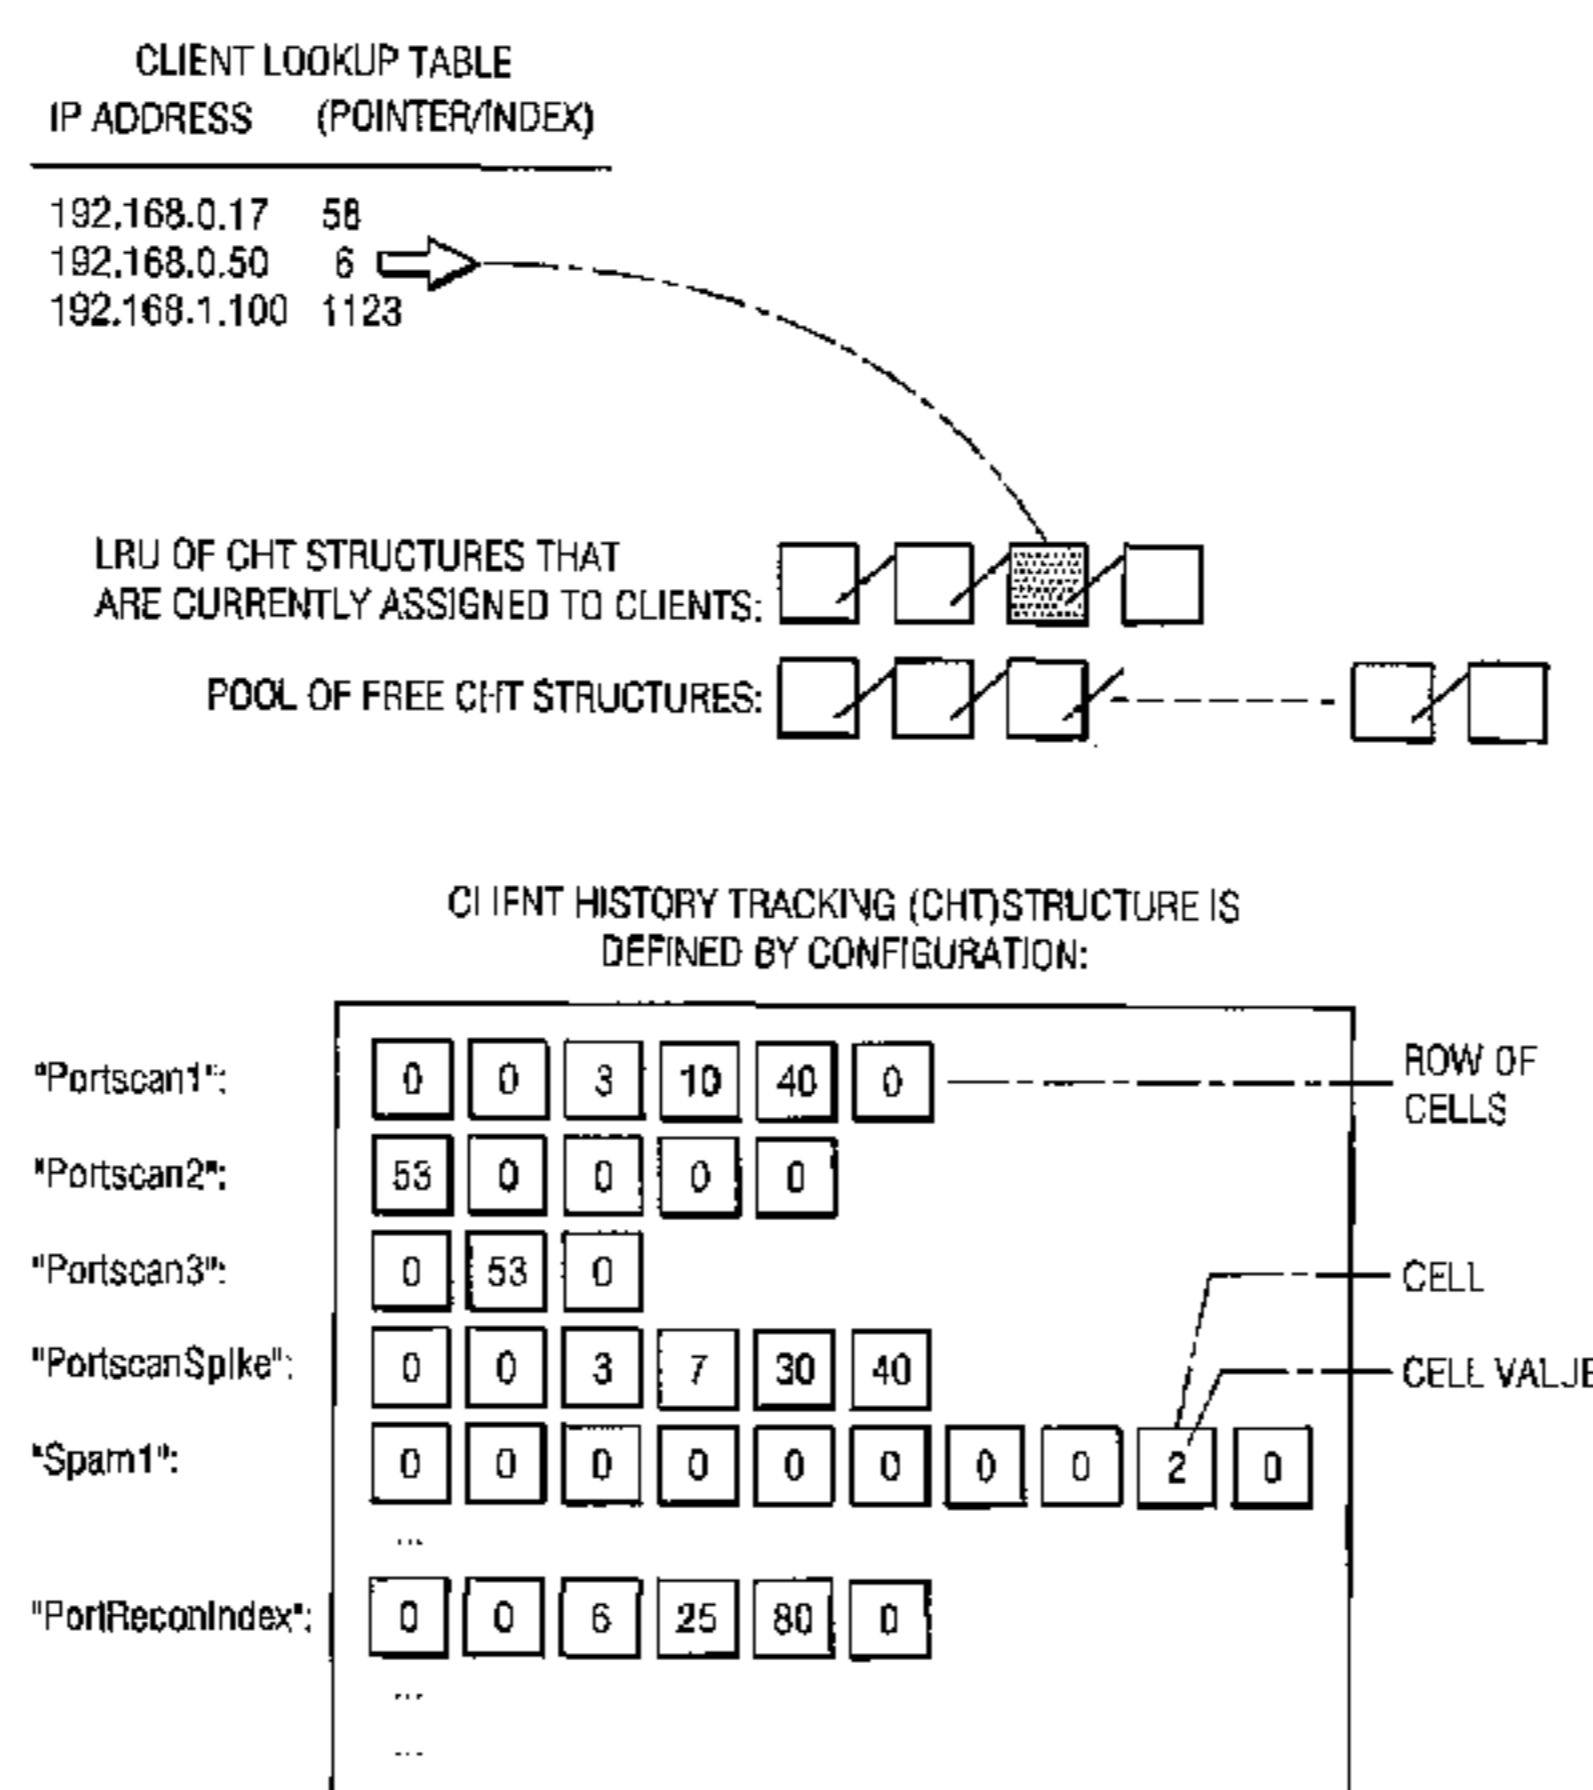 CLIENT LOOKUP TABLE
IP ADDRESS (POINTER/INDEX)
192.168.0.17 58
192.168.0.50 6
192.168.1.100 1123
LRU OF CHT STRUCTURES THAT
ARE CURRENTLY ASSIGNED TO CLIENTS:
POOL OF FREE CHT STRUCTURES:
CLIENT HISTORY TRACKING (CHT)STRUCTURE IS
DEFINED BY CONFIGURATION:
"Portscan1": 0 0 3 10 40 0
ROW OF
CELLS
"Portscan2": 53 0 0 0 0
"Portscan3": 0 53 0
CELL
"PortscanSpike": 0 0 3 7 30 40
CELL VALUE
"Spam1": 0 0 0 0 0 0 0 0 2 0
...
"PortReconIndex": 0 0 6 25 80 0
...
...